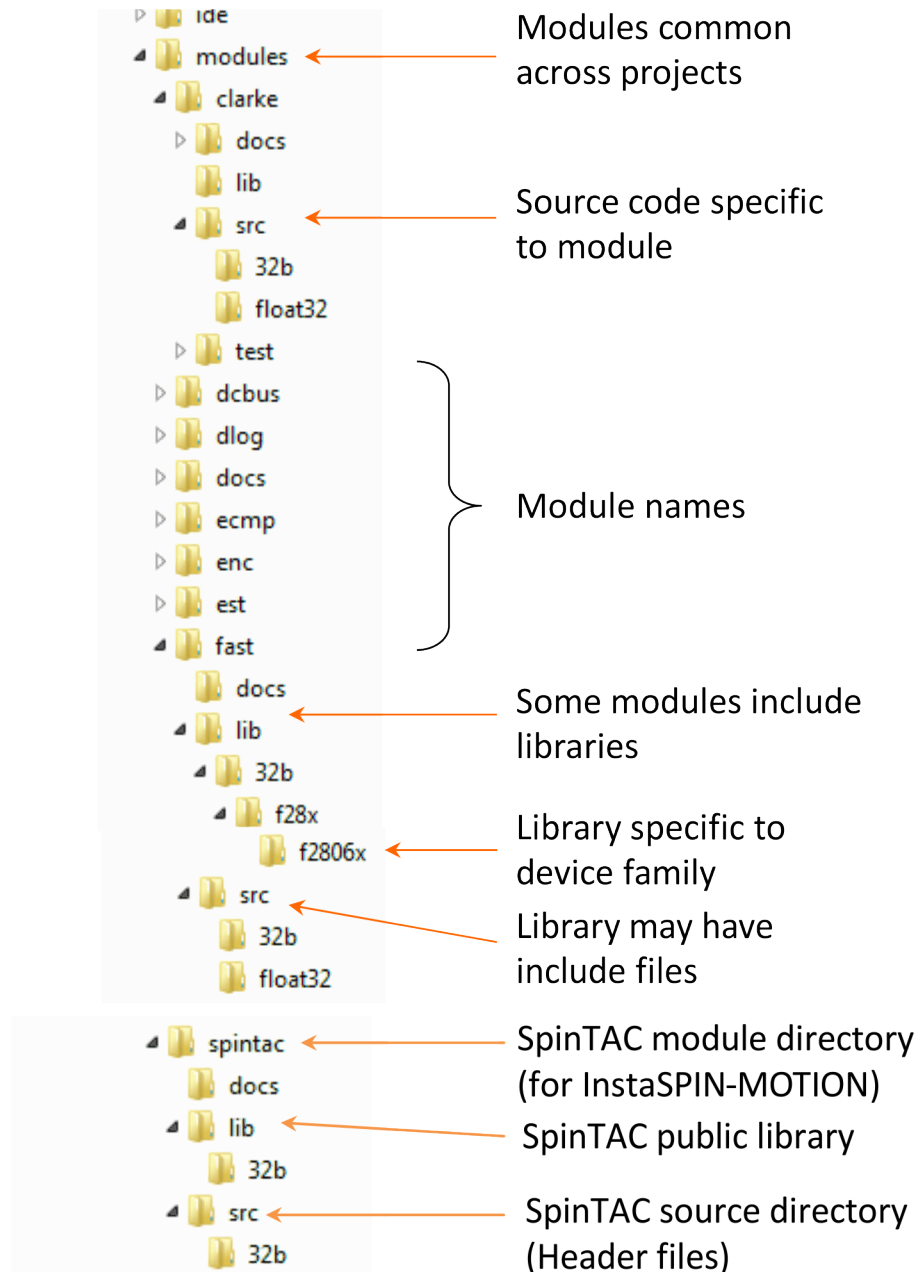 ide
modules
Modules common
across projects
clarke
docs
lib
src
Source code specific
to module
32b
float32
test
dcbus
dlog
docs
ecmp
enc
est
fast
Module names
docs
lib
Some modules include
libraries
32b
f28x
f2806x
Library specific to
device family
src
Library may have
include files
32b
float32
spintac
SpinTAC module directory
(for InstaSPIN-MOTION)
docs
lib
SpinTAC public library
32b
src
SpinTAC source directory
(Header files)
32b